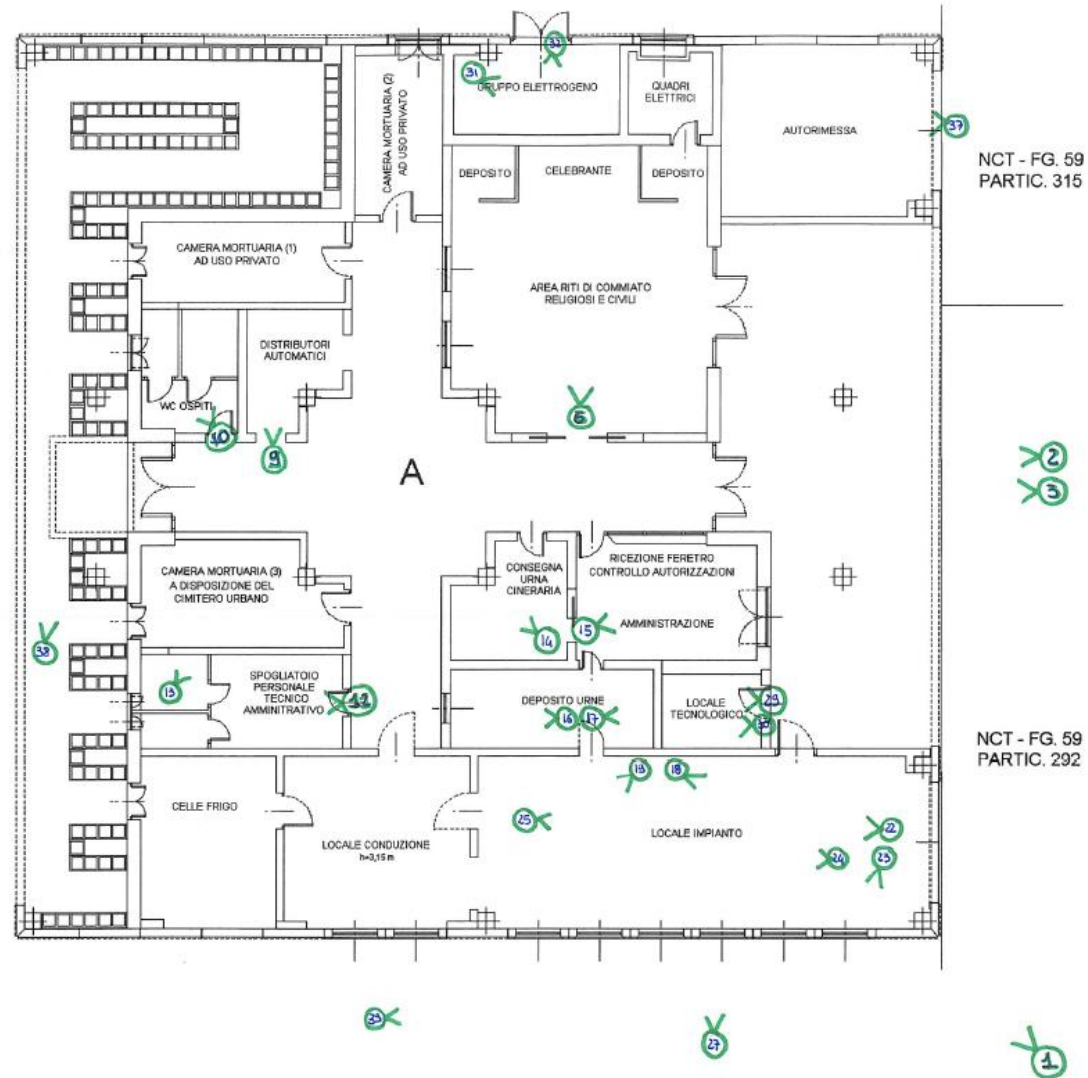 32
31
GRUPPO ELETTROGENO
QUADRI
ELETTRICI
AUTORIMESSA
37
NCT - FG. 59
PARTIC. 315
CAMERA MORTUARIA (2)
AD USO PRIVATO
DEPOSITO
CELEBRANTE
DEPOSITO
CAMERA MORTUARIA (1)
AD USO PRIVATO
AREA RITI DI COMMIATO
RELIGIOSI E CIVILI
DISTRIBUTORI
AUTOMATICI
WC OSPITI
10
6
9
A
2
3
CAMERA MORTUARIA (3)
A DISPOSIZIONE DEL
CIMITERO URBANO
CONSEGNA
URNA
CINERARIA
RICEZIONE FERETRO
CONTROLLO AUTORIZZAZIONI
AMMINISTRAZIONE
14
15
38
13
SPOGLIATOIO
PERSONALE
TECNICO
AMMINITRATIVO
12
DEPOSITO URNE
16
17
LOCALE
TECNOLOGICO
29
30
NCT - FG. 59
PARTIC. 292
19
18
CELLE FRIGO
LOCALE CONDUZIONE
h=3,15 m
25
LOCALE IMPIANTO
22
24
23
27
1